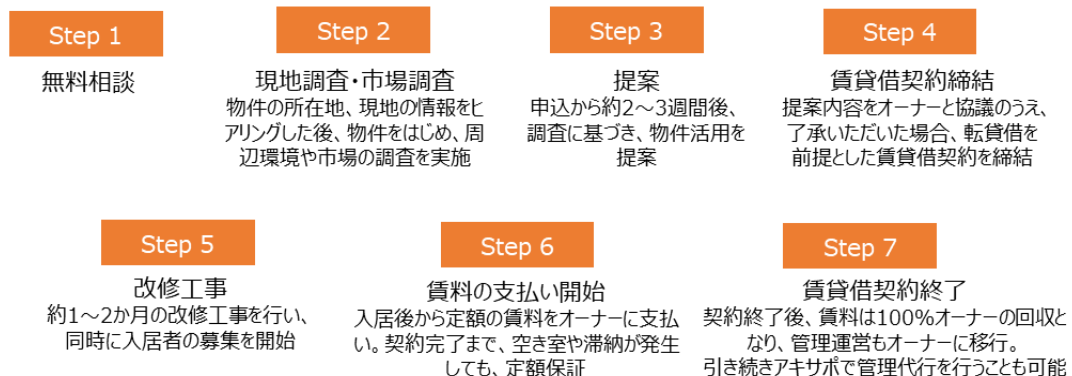 Step 1
無料相談
Step 2
現地調査・市場調査
物件の所在地、現地の情報をヒ
アリングした後、物件をはじめ、周
辺環境や市場の調査を実施
Step 3
提案
申込から約2～3週間後、
調査に基づき、物件活用を
提案
Step 4
賃貸借契約締結
提案内容をオーナーと協議のうえ、
了承いただいた場合、転貸借を
前提とした賃貸借契約を締結
Step 5
改修工事
約1～2か月の改修工事を行い、
同時に入居者の募集を開始
Step 6
賃料の支払い開始
入居後から定額の賃料をオーナーに支払
い。契約完了まで、空き室や滞納が発生
しても、定額保証
Step 7
賃貸借契約終了
契約終了後、賃料は100%オーナーの回収と
なり、管理運営もオーナーに移行。
引き続きアキサポで管理代行を行うことも可能